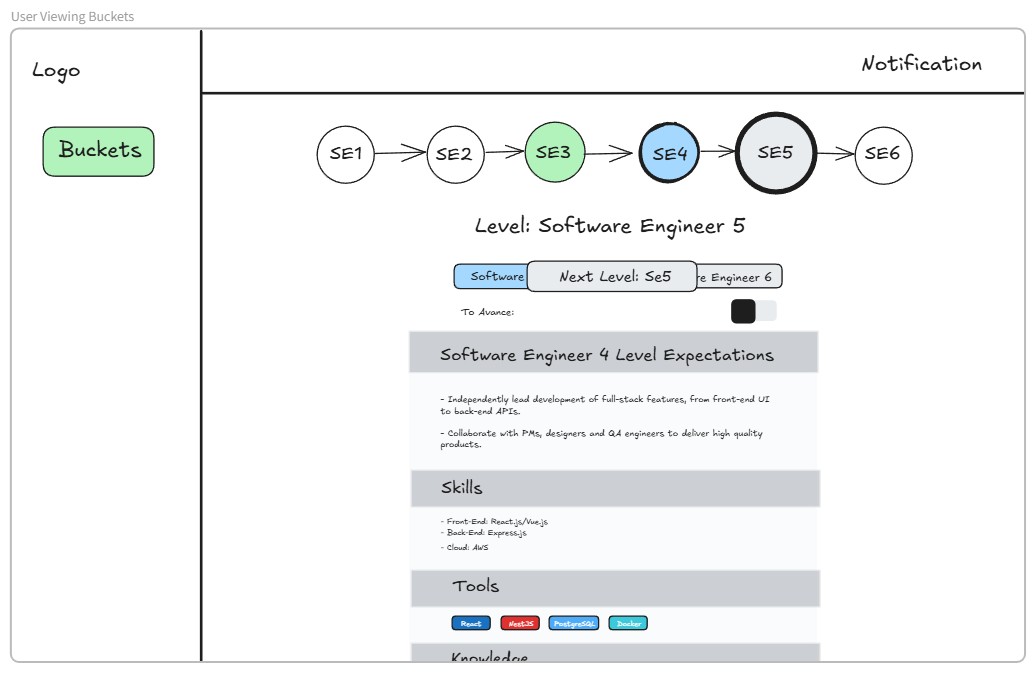 User Viewing Buckets
Logo
Notification
Buckets
SE1
SE2
SE3
SE4
SE5
SE6
Level: Software Engineer 5
Software
Next Level: Se5
re Engineer 6
To Avance:
Software Engineer 4 Level Expectations
- Independently lead development of full-stack features, from front-end UI
to back-end APIs.
- Collaborate with PMs, designers and QA engineers to deliver high quality
products.
Skills
- Front-End: React.js/Vue.js
- Back-End: Express.js
- Cloud: AWS
Tools
React
NestJS
PostgreSQL
Docker
Knowledge